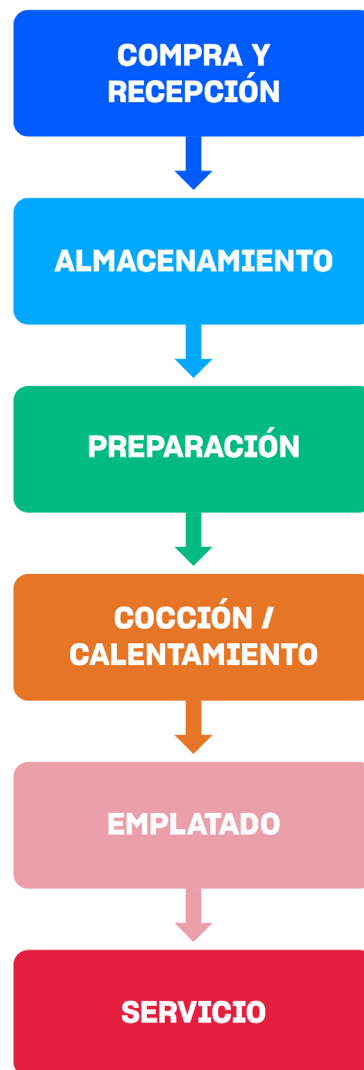 COMPRA Y
RECEPCIÓN
ALMACENAMIENTO
PREPARACIÓN
COCCIÓN /
CALENTAMIENTO
EMPLATADO
SERVICIO